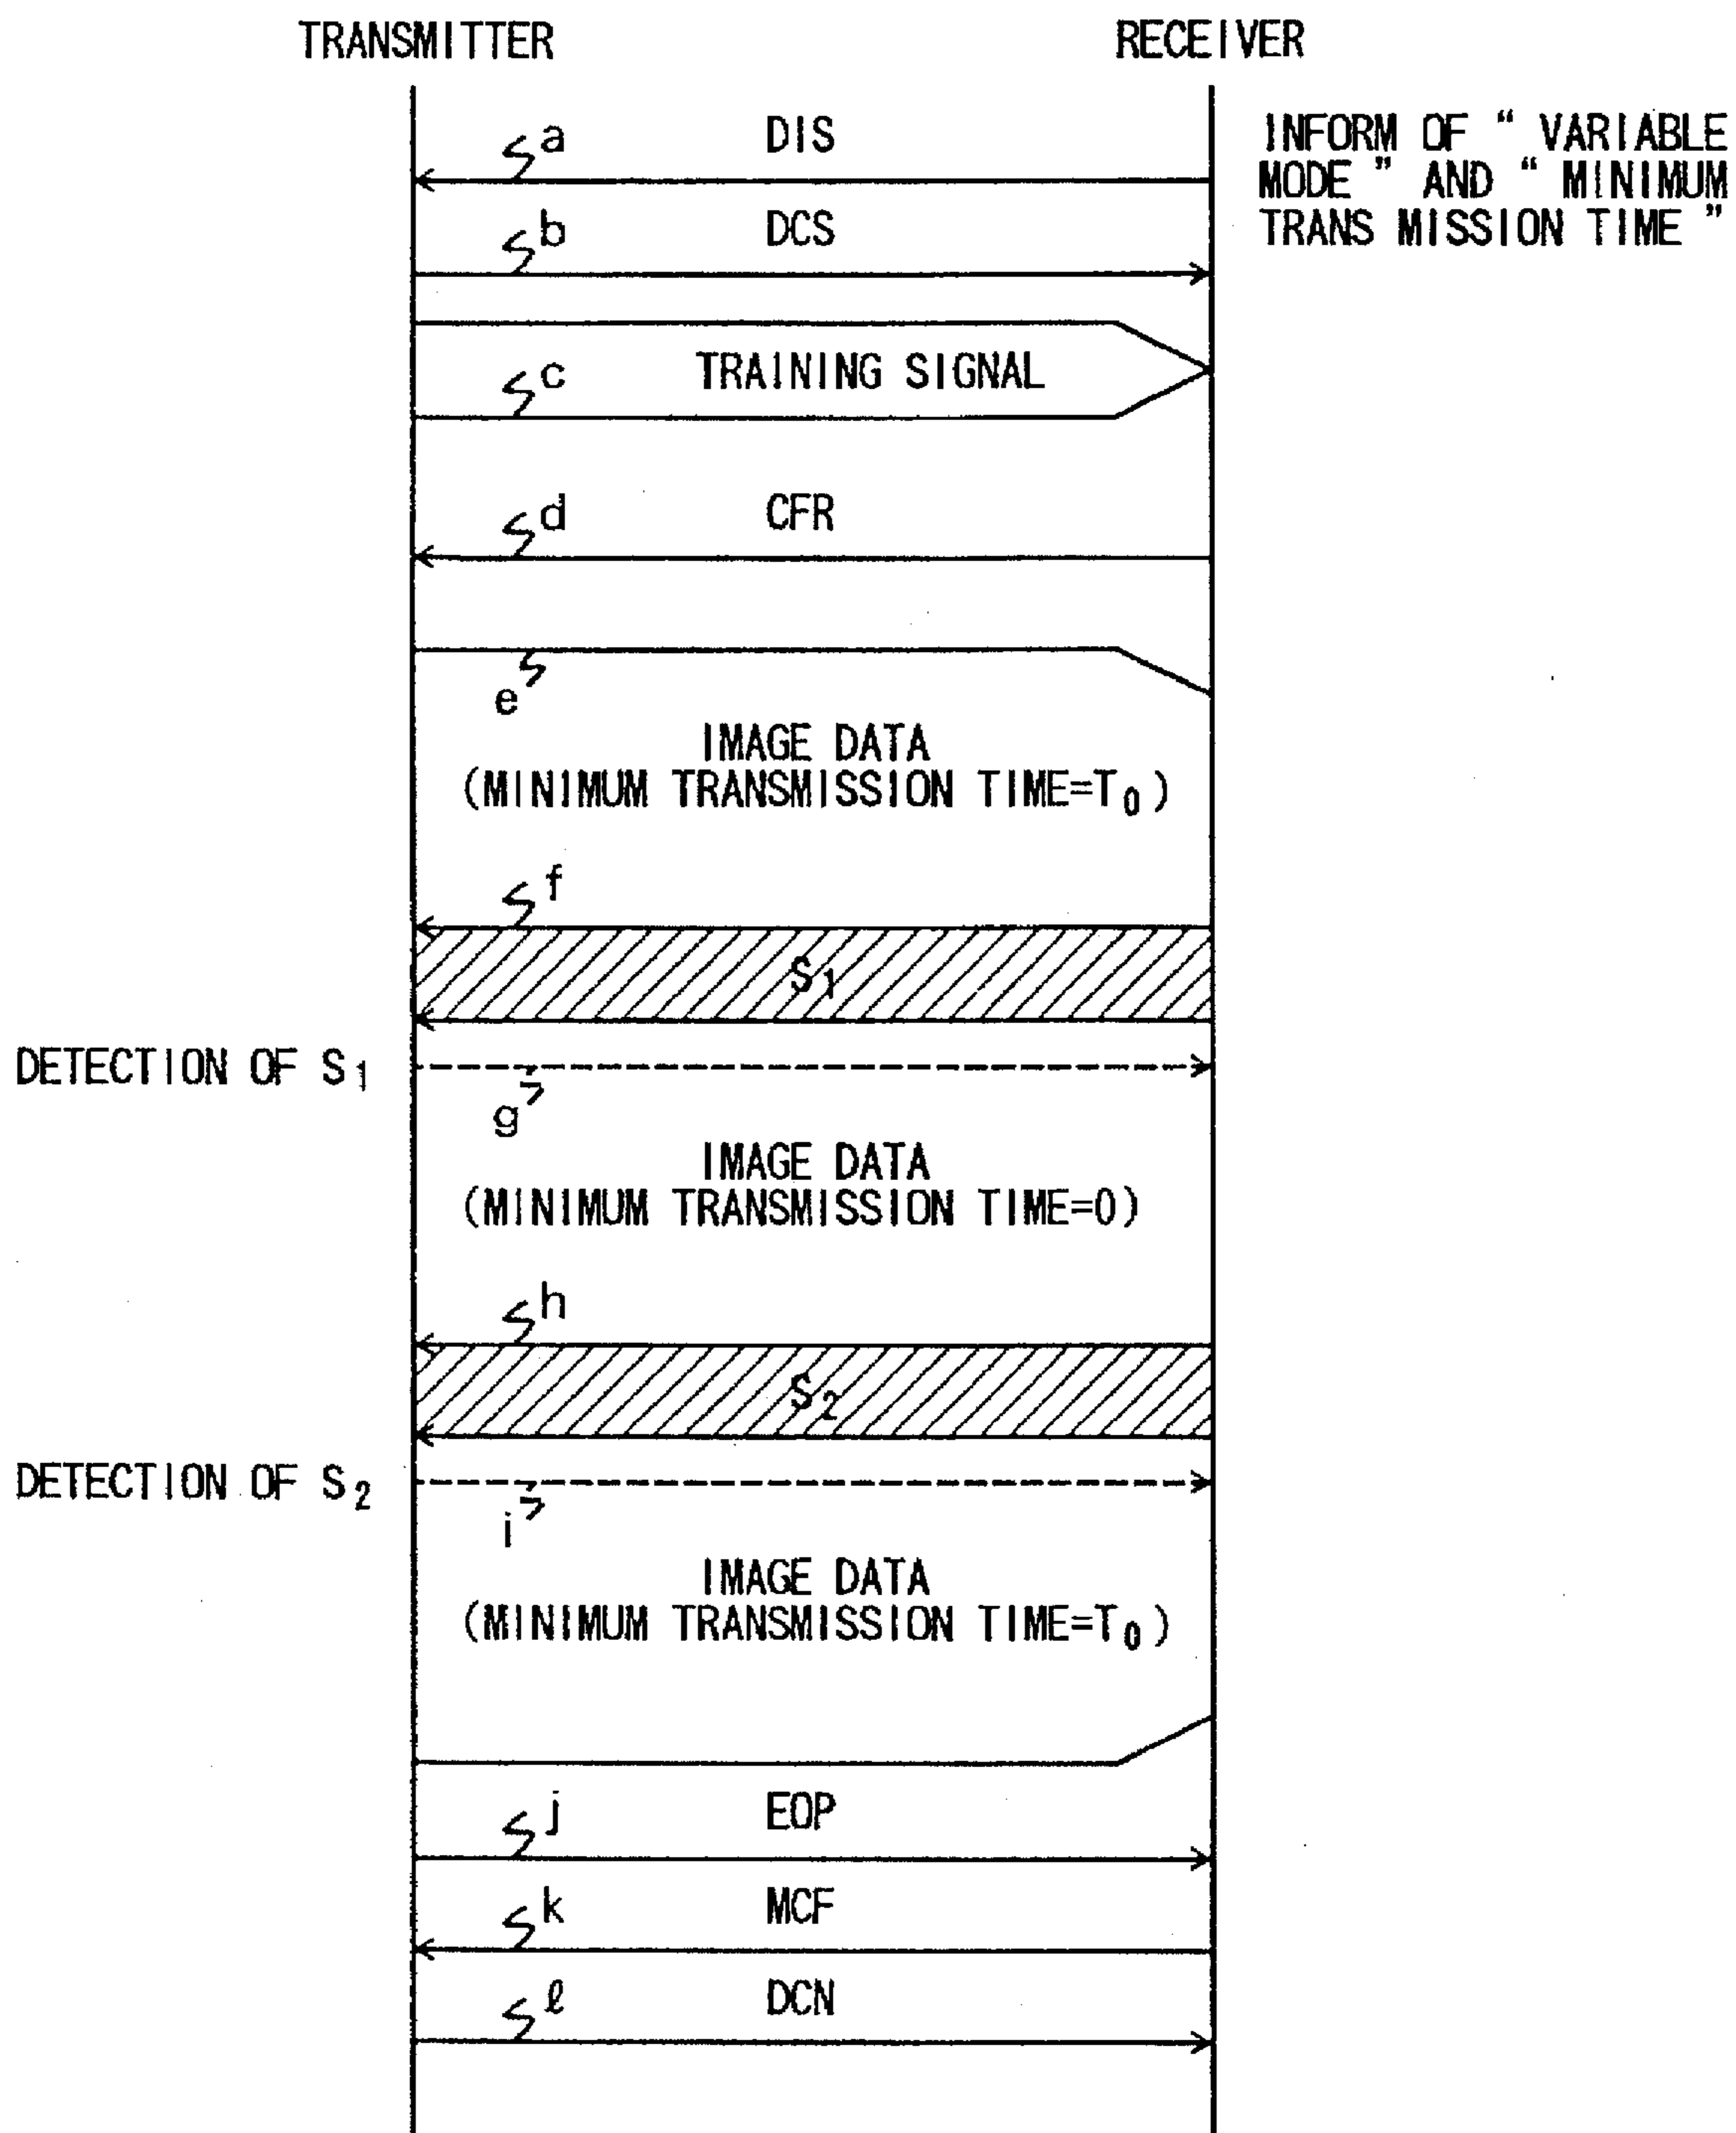 TRANSMITTER RECEIVER
a DIS
INFORM OF “ VARIABLE
MODE ” AND “ MINIMUM
TRANS MISSION TIME ”
b DCS
c TRAINING SIGNAL
d CFR
e
IMAGE DATA
(MINIMUM TRANSMISSION TIME=T₀)
f
S₁
DETECTION OF S₁
g
IMAGE DATA
(MINIMUM TRANSMISSION TIME=0)
h
S₂
DETECTION OF S₂
i
IMAGE DATA
(MINIMUM TRANSMISSION TIME=T₀)
j EOP
k MCF
ℓ DCN